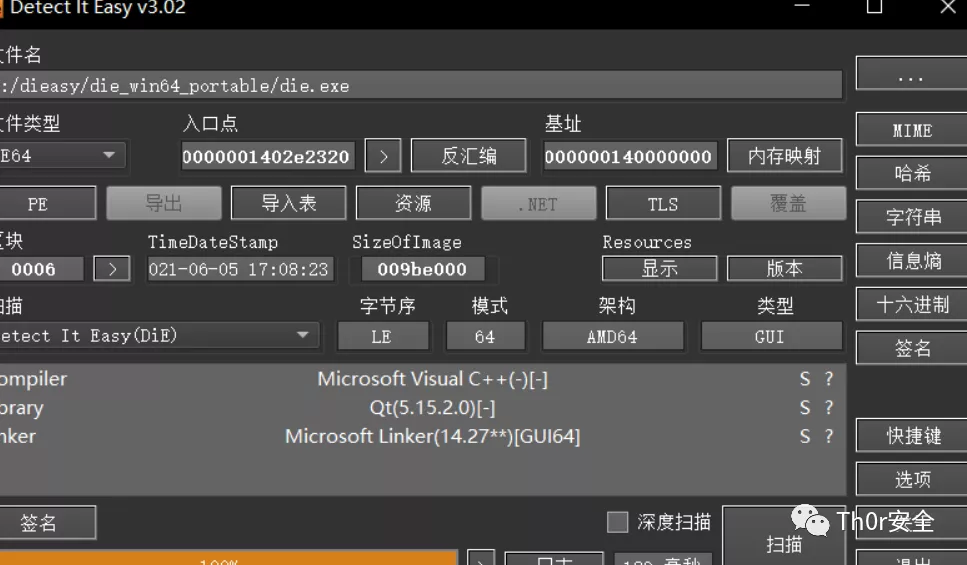 Detect It Easy v3.02
文件名
:/dieasy/die_win64_portable/die.exe
...
文件类型
入口点
基址
E64
0000001402e2320
>
反汇编
000000140000000
内存映射
MIME
哈希
PE
导出
导入表
资源
.NET
TLS
覆盖
字符串
区块
TimeDateStamp
SizeOfImage
Resources
0006
>
021-06-05 17:08:23
009be000
显示
版本
信息熵
扫描
字节序
模式
架构
类型
十六进制
etect It Easy(DiE)
LE
64
AMD64
GUI
签名
ompiler
Microsoft Visual C++(-)[-]
S ?
brary
Qt(5.15.2.0)[-]
S ?
nker
Microsoft Linker(14.27**)[GUI64]
S ?
快捷键
选项
签名
深度扫描
扫描
Th0r安全
100%
>
日志
毫秒
退出